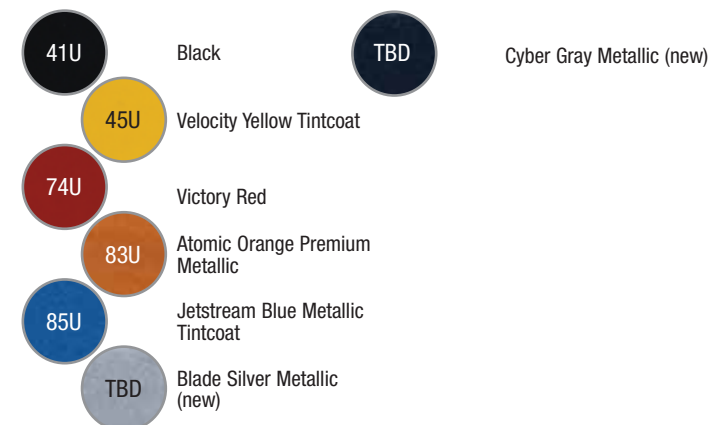 41U
Black
45U
Velocity Yellow Tintcoat
74U
Victory Red
83U
Atomic Orange Premium
Metallic
85U
Jetstream Blue Metallic
Tintcoat
TBD
Blade Silver Metallic
(new)
TBD
Cyber Gray Metallic (new)